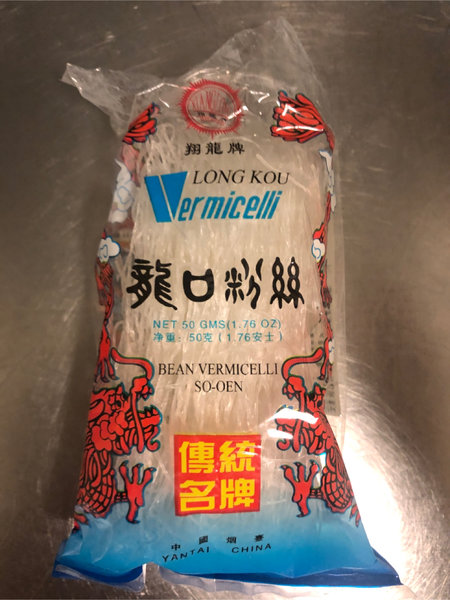 翔龍牌
LONG KOU
Vermicelli
龍口粉絲
NET 50 GMS(1.76 OZ)
净重：50克（1.76安士）
BEAN VERMICELLI
SO-OEN
傳統
名牌
中國烟臺
YANTAI CHINA